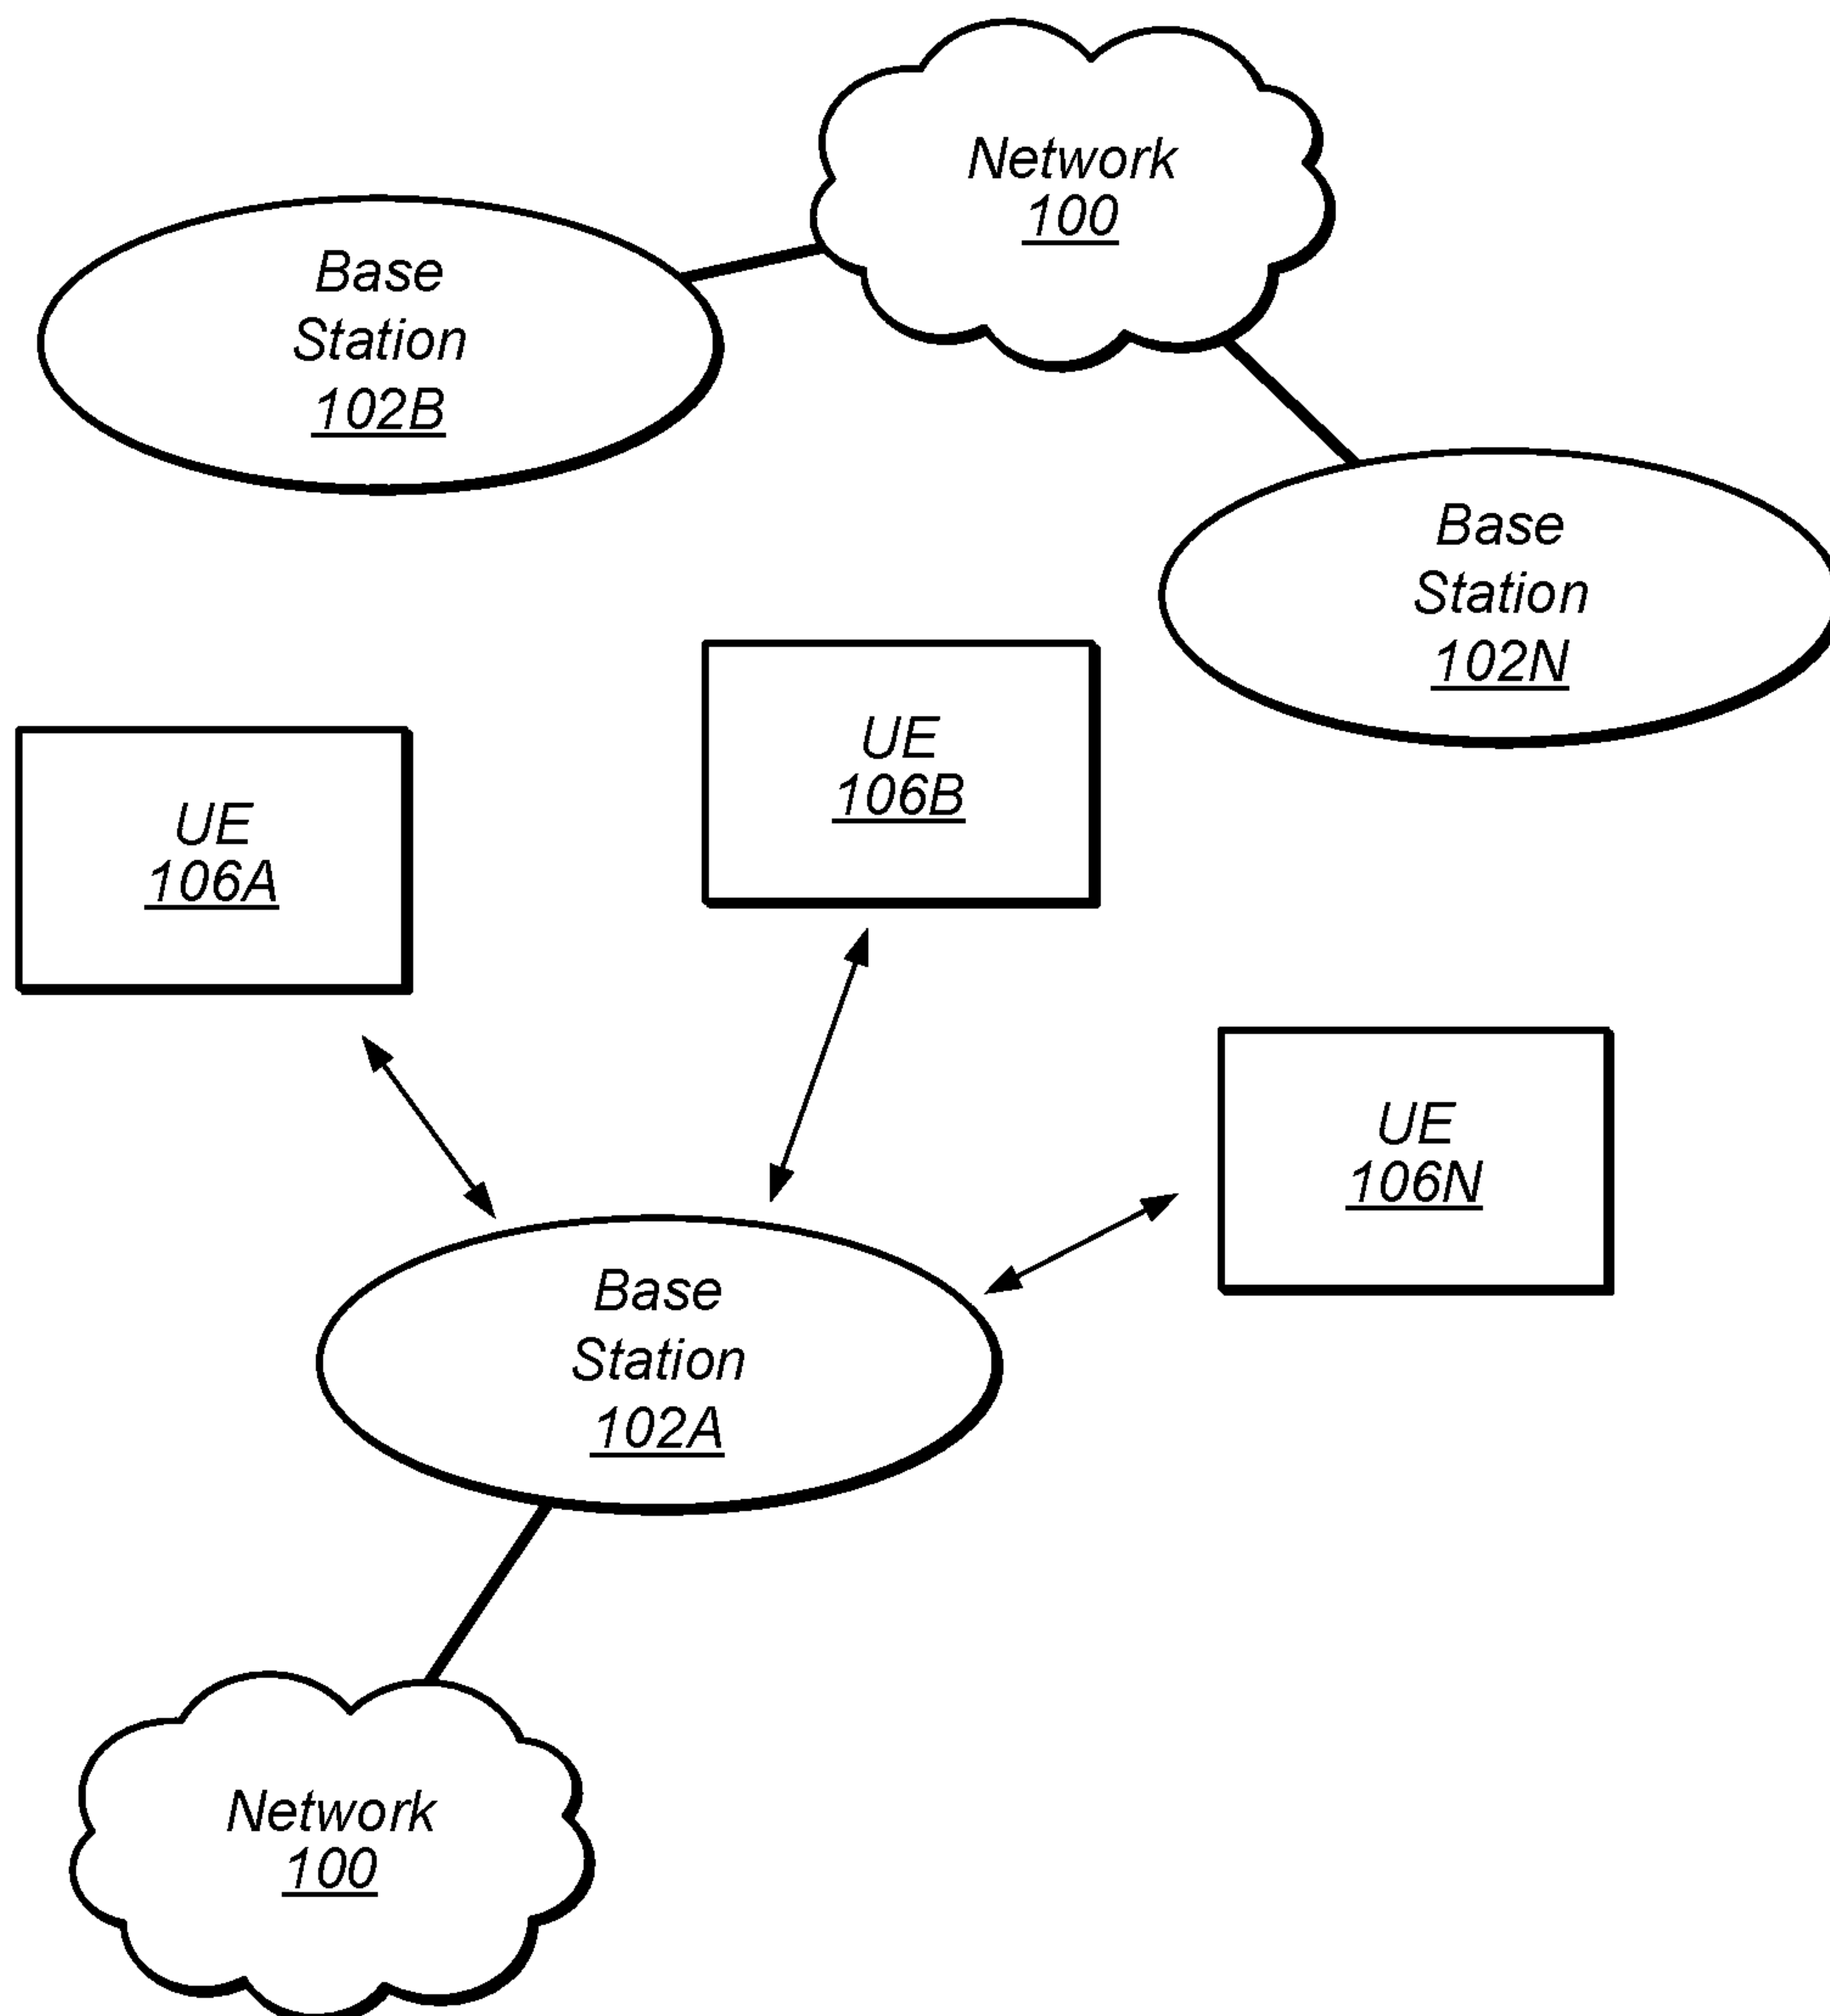 Network
100
Base
Station
102B
Base
Station
102N
UE
106B
UE
106A
UE
106N
Base
Station
102A
Network
100